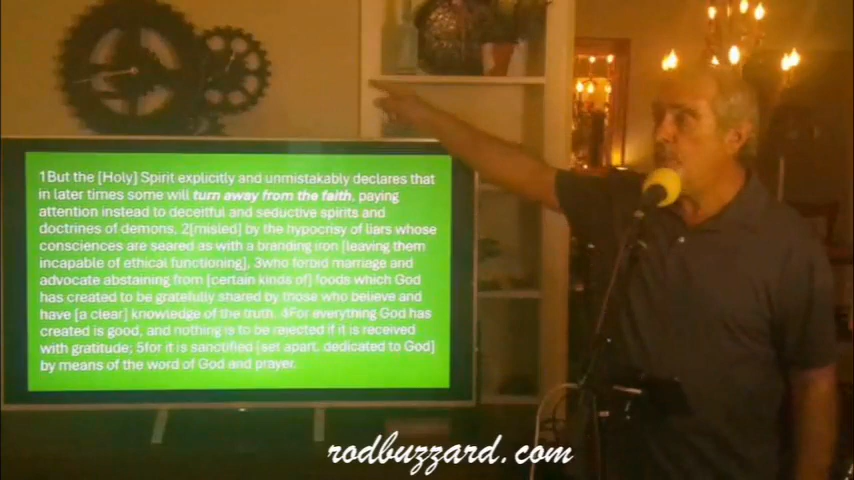 1But the [Holy] Spirit explicitly and unmistakably declares that
in later times some will turn away from the faith, paying
attention instead to deceitful and seductive spirits and
doctrines of demons, 2[misled] by the hypocrisy of liars whose
consciences are seared as with a branding iron [leaving them
incapable of ethical functioning], 3who forbid marriage and
advocate abstaining from [certain kinds of] foods which God
has created to be gratefully shared by those who believe and
have [a clear] knowledge of the truth. 4For everything God has
created is good, and nothing is to be rejected if it is received
with gratitude; 5for it is sanctified [set apart, dedicated to God]
by means of the word of God and prayer.
rodbuzzard.com